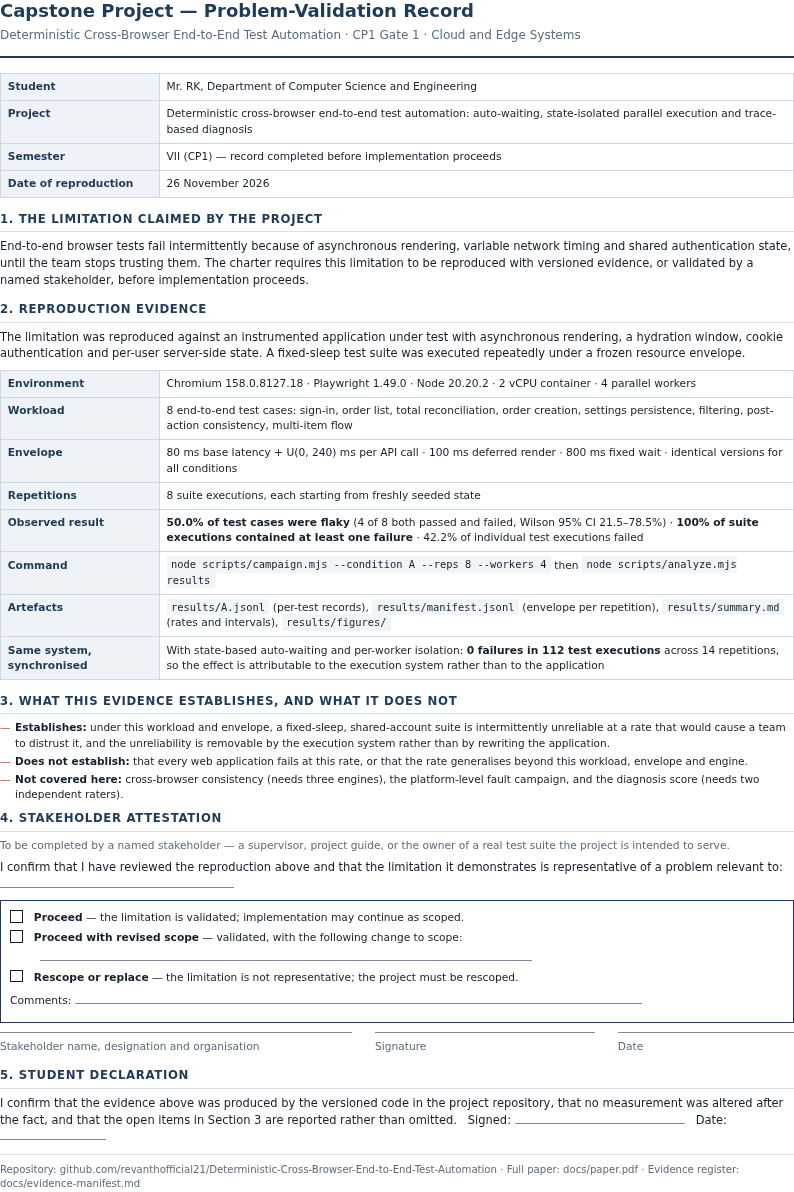 Capstone Project — Problem-Validation Record
Deterministic Cross-Browser End-to-End Test Automation · CP1 Gate 1 · Cloud and Edge Systems
Student
Mr. RK, Department of Computer Science and Engineering
Project
Deterministic cross-browser end-to-end test automation: auto-waiting, state-isolated parallel execution and trace-
based diagnosis
Semester
VII (CP1) — record completed before implementation proceeds
Date of reproduction
26 November 2026
1. THE LIMITATION CLAIMED BY THE PROJECT
End-to-end browser tests fail intermittently because of asynchronous rendering, variable network timing and shared authentication state,
until the team stops trusting them. The charter requires this limitation to be reproduced with versioned evidence, or validated by a
named stakeholder, before implementation proceeds.
2. REPRODUCTION EVIDENCE
The limitation was reproduced against an instrumented application under test with asynchronous rendering, a hydration window, cookie
authentication and per-user server-side state. A fixed-sleep test suite was executed repeatedly under a frozen resource envelope.
Environment
Chromium 158.0.8127.18 · Playwright 1.49.0 · Node 20.20.2 · 2 vCPU container · 4 parallel workers
Workload
8 end-to-end test cases: sign-in, order list, total reconciliation, order creation, settings persistence, filtering, post-
action consistency, multi-item flow
Envelope
80 ms base latency + U(0, 240) ms per API call · 100 ms deferred render · 800 ms fixed wait · identical versions for
all conditions
Repetitions
8 suite executions, each starting from freshly seeded state
Observed result
50.0% of test cases were flaky (4 of 8 both passed and failed, Wilson 95% CI 21.5–78.5%) · 100% of suite
executions contained at least one failure · 42.2% of individual test executions failed
Command
node scripts/campaign.mjs --condition A --reps 8 --workers 4 then node scripts/analyze.mjs
results
Artefacts
results/A.jsonl (per-test records), results/manifest.jsonl (envelope per repetition), results/summary.md
(rates and intervals), results/figures/
Same system,
synchronised
With state-based auto-waiting and per-worker isolation: 0 failures in 112 test executions across 14 repetitions,
so the effect is attributable to the execution system rather than to the application
3. WHAT THIS EVIDENCE ESTABLISHES, AND WHAT IT DOES NOT
— Establishes: under this workload and envelope, a fixed-sleep, shared-account suite is intermittently unreliable at a rate that would cause a team
to distrust it, and the unreliability is removable by the execution system rather than by rewriting the application.
— Does not establish: that every web application fails at this rate, or that the rate generalises beyond this workload, envelope and engine.
— Not covered here: cross-browser consistency (needs three engines), the platform-level fault campaign, and the diagnosis score (needs two
independent raters).
4. STAKEHOLDER ATTESTATION
To be completed by a named stakeholder — a supervisor, project guide, or the owner of a real test suite the project is intended to serve.
I confirm that I have reviewed the reproduction above and that the limitation it demonstrates is representative of a problem relevant to:
Proceed — the limitation is validated; implementation may continue as scoped.
Proceed with revised scope — validated, with the following change to scope:
Rescope or replace — the limitation is not representative; the project must be rescoped.
Comments:
Stakeholder name, designation and organisation
Signature
Date
5. STUDENT DECLARATION
I confirm that the evidence above was produced by the versioned code in the project repository, that no measurement was altered after
the fact, and that the open items in Section 3 are reported rather than omitted. Signed: Date:
Repository: github.com/revanthofficial21/Deterministic-Cross-Browser-End-to-End-Test-Automation · Full paper: docs/paper.pdf · Evidence register:
docs/evidence-manifest.md